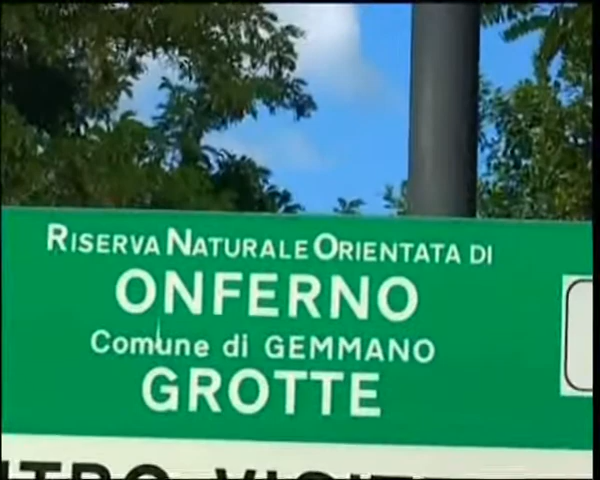 RISERVA NATURALE ORIENTATA DI
ONFERNO
Comune di GEMMANO
GROTTE